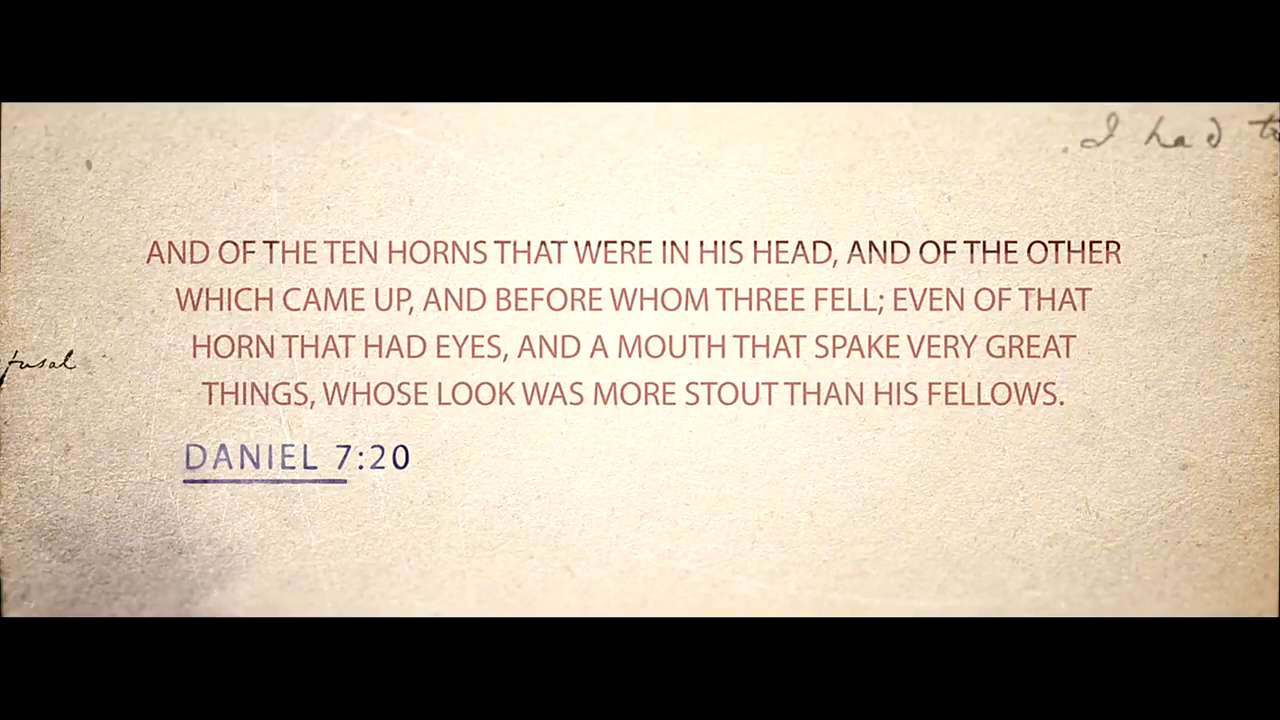 I had
AND OF THE TEN HORNS THAT WERE IN HIS HEAD, AND OF THE OTHER
WHICH CAME UP, AND BEFORE WHOM THREE FELL; EVEN OF THAT
HORN THAT HAD EYES, AND A MOUTH THAT SPAKE VERY GREAT
THINGS, WHOSE LOOK WAS MORE STOUT THAN HIS FELLOWS.
DANIEL 7:20